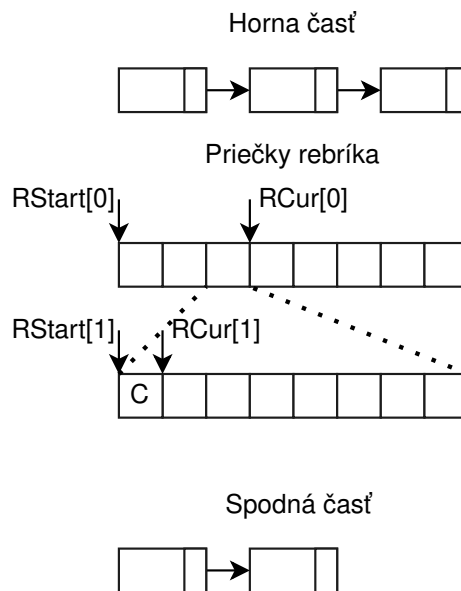 Horna časť
Priečky rebríka
RStart[0] RCur[0]
RStart[1] RCur[1]
C
Spodná časť